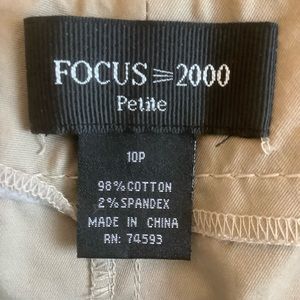 FOCUS 2000
Petite
10P
98% COTTON
2% SPANDEX
MADE IN CHINA
RN: 74593